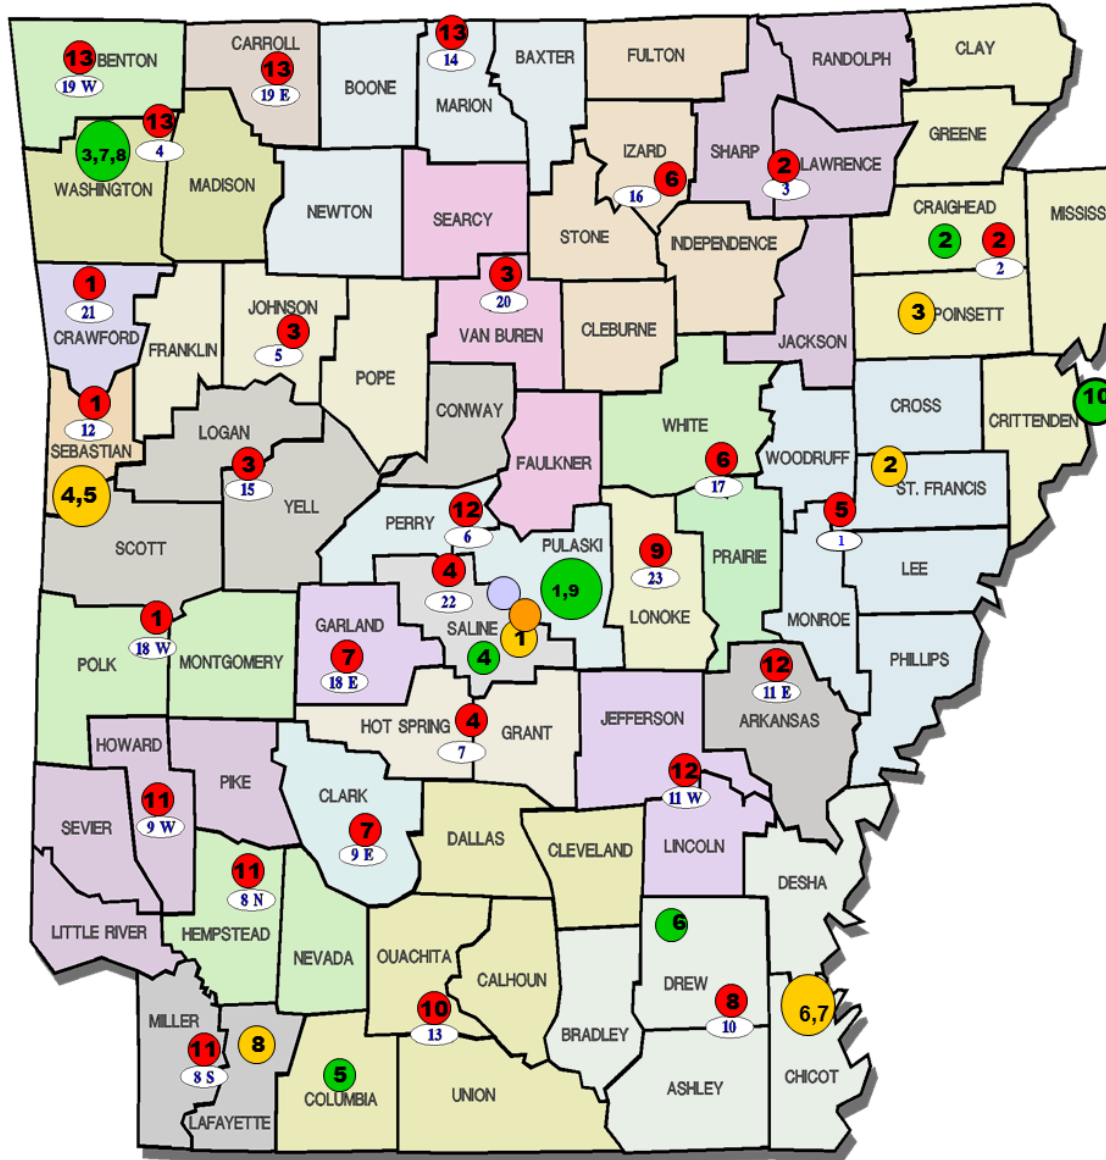 13 BENTON
19 W
CARROLL
13
19 E
BOONE
13
14
MARION
BAXTER
FULTON
RANDOLPH
CLAY
GREENE
13
4
3,7,8
WASHINGTON
MADISON
NEWTON
SEARCY
IZARD
6
16
STONE
SHARP
2
3
LAWRENCE
INDEPENDENCE
CRAIGHEAD
2
2
2
MISSISS
1
21
CRAWFORD
FRANKLIN
JOHNSON
3
5
POPE
3
20
VAN BUREN
CLEBURNE
JACKSON
3 POINSETT
1
12
SEBASTIAN
4,5
LOGAN
3
15
CONWAY
YELL
FAULKNER
WHITE
6
17
WOODRUFF
CROSS
CRITTENDEN
10
2
ST. FRANCIS
5
1
SCOTT
PERRY
12
6
PULASKI
1,9
9
23
LONOKE
PRAIRIE
LEE
MONROE
PHILLIPS
4
22
SALINE
1
4
POLK
1
18 W
MONTGOMERY
GARLAND
7
18 E
12
11 E
ARKANSAS
HOT SPRING
4
7
GRANT
JEFFERSON
12
11 W
LINCOLN
HOWARD
11
9 W
PIKE
SEVIER
CLARK
7
9 E
DALLAS
CLEVELAND
DESHA
LITTLE RIVER
11
8 N
HEMPSTEAD
NEVADA
OUACHITA
CALHOUN
10
13
6
DREW
8
10
BRADLEY
6,7
CHICOT
MILLER
11
8 S
8
LAFAYETTE
5
COLUMBIA
UNION
ASHLEY